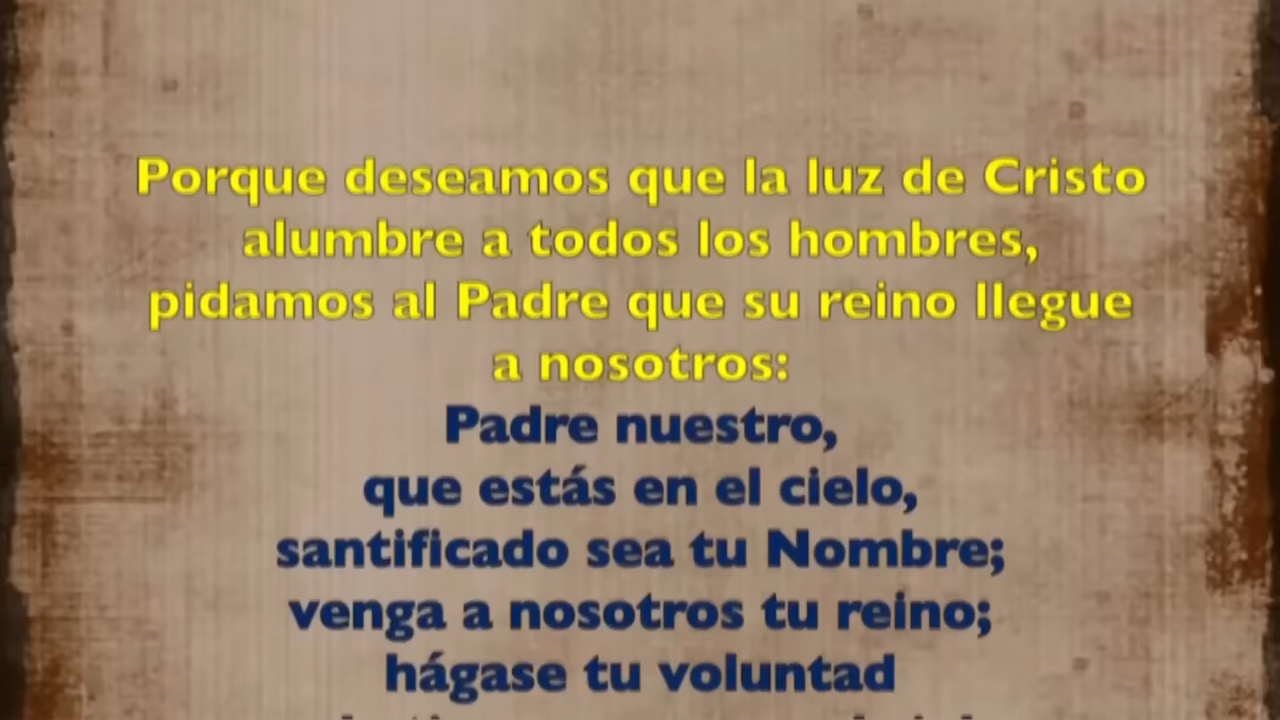 Porque deseamos que la luz de Cristo
alumbre a todos los hombres,
pidamos al Padre que su reino llegue
a nosotros:
Padre nuestro,
que estás en el cielo,
santificado sea tu Nombre;
venga a nosotros tu reino;
hágase tu voluntad